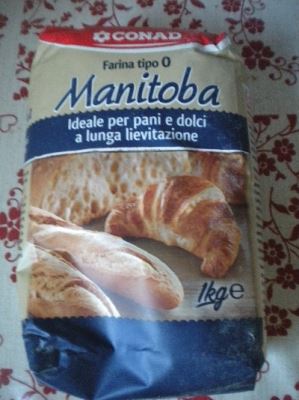 CONAD
Farina tipo 0
Manitoba
Ideale per pani e dolci
a lunga lievitazione
1kg e